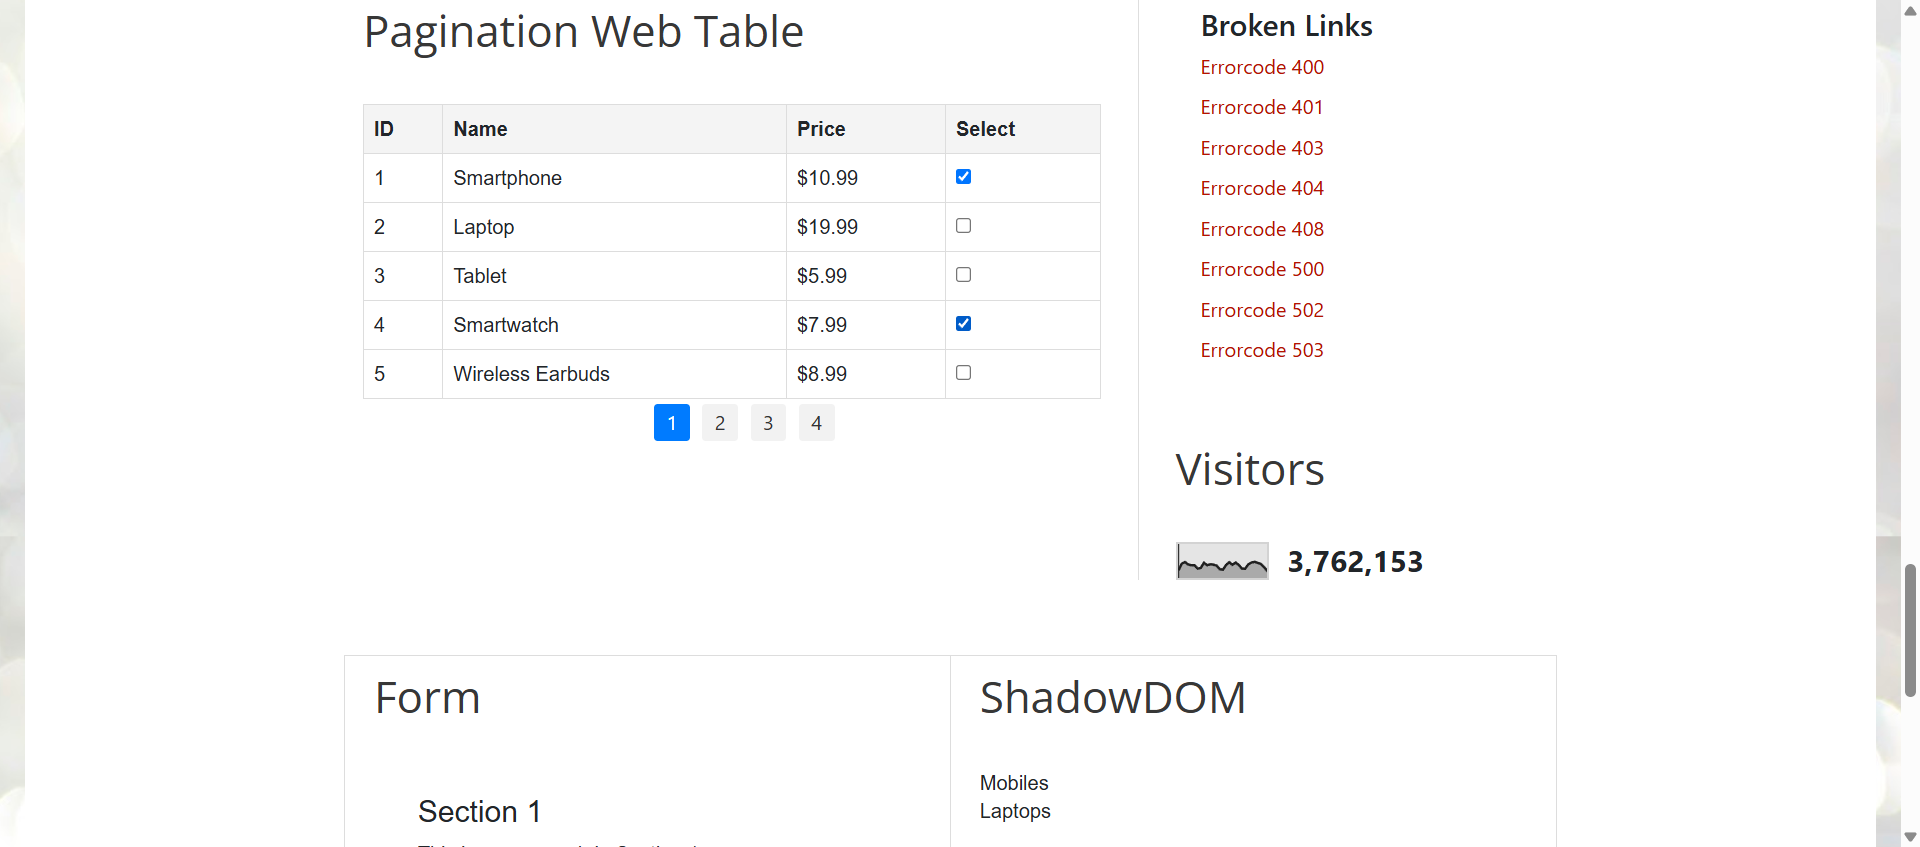 Pagination Web Table
ID Name Price Select
1 Smartphone $10.99
2 Laptop $19.99
3 Tablet $5.99
4 Smartwatch $7.99
5 Wireless Earbuds $8.99
1 2 3 4
Broken Links
Errorcode 400
Errorcode 401
Errorcode 403
Errorcode 404
Errorcode 408
Errorcode 500
Errorcode 502
Errorcode 503
Visitors
3,762,153
Form
Section 1
ShadowDOM
Mobiles
Laptops